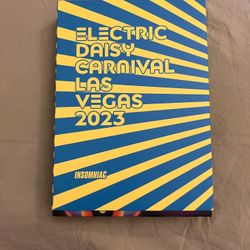 ELECTRIC
DAISY
CARNIVAL
LAS
VEGAS
2023
INSOMNIAC